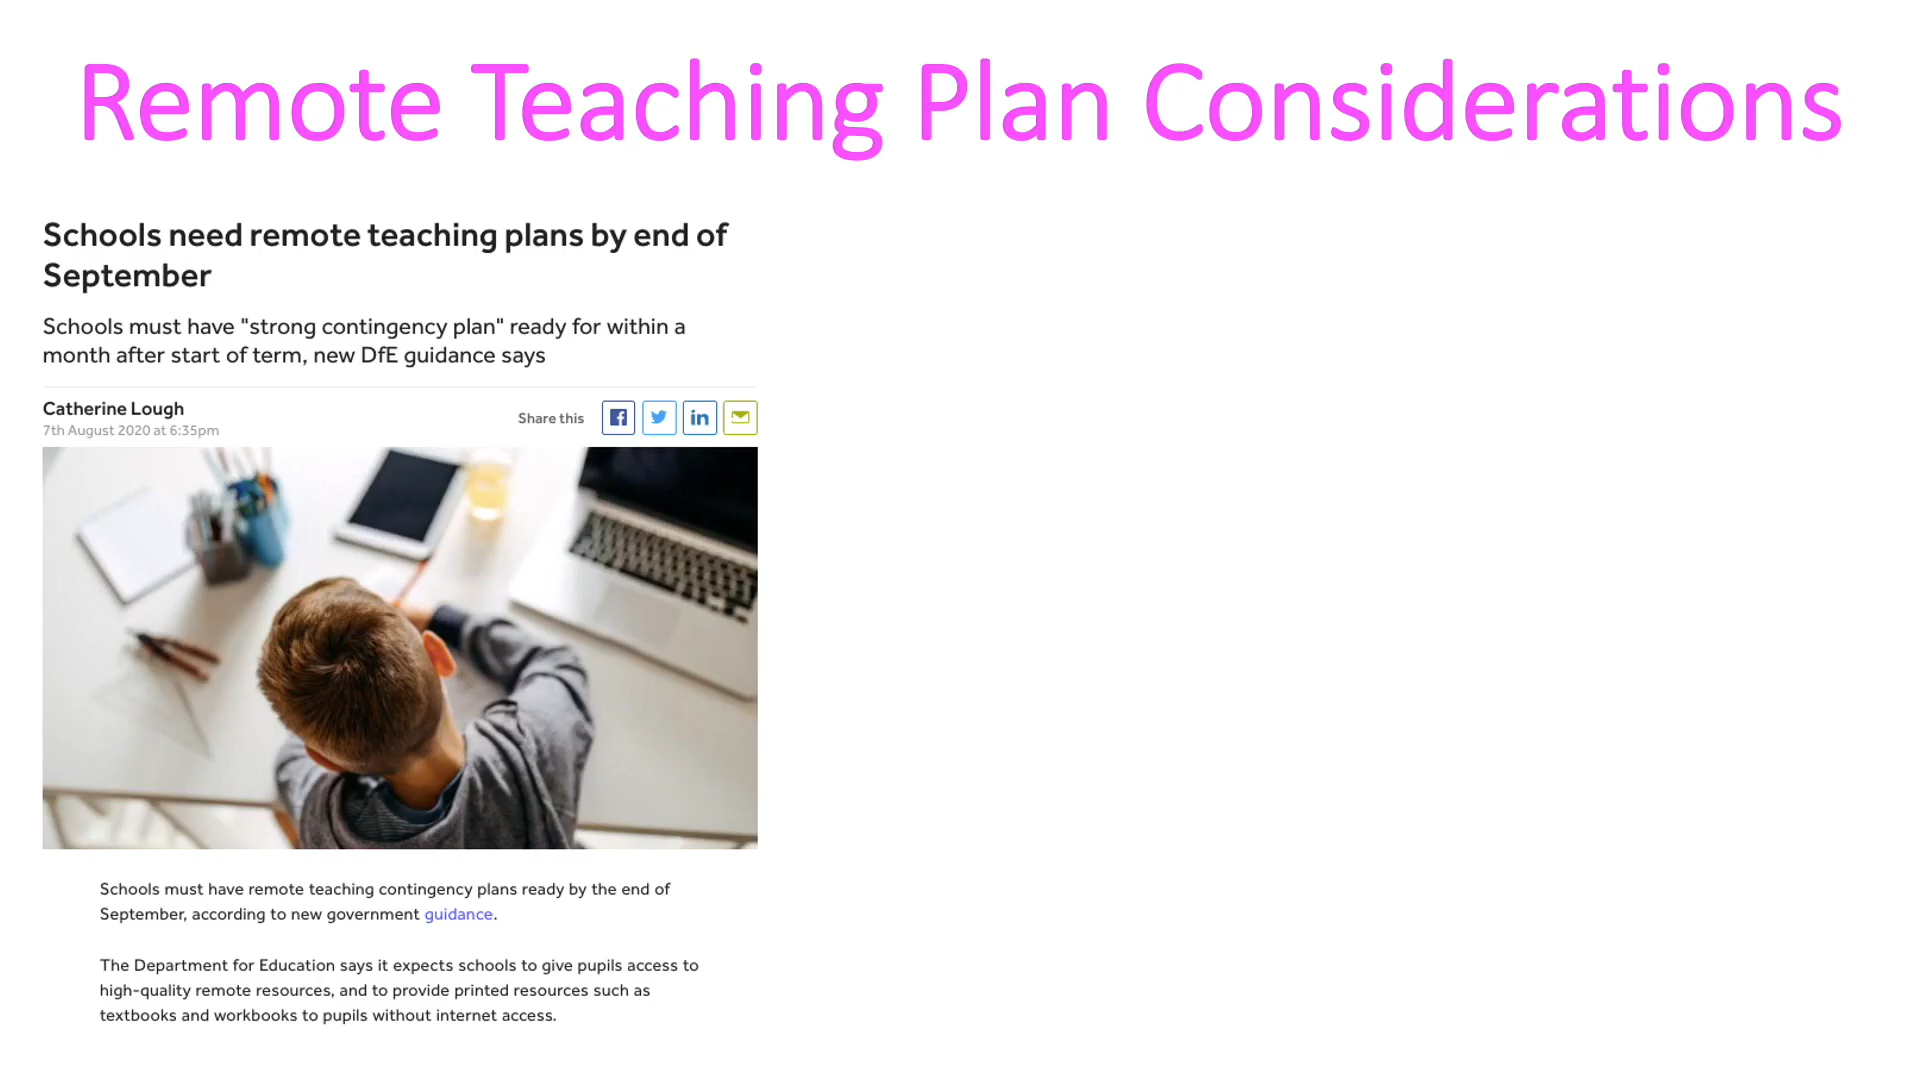 Remote Teaching Plan Considerations
Schools need remote teaching plans by end of
September
Schools must have "strong contingency plan" ready for within a
month after start of term, new DfE guidance says
Catherine Lough
7th August 2020 at 6:35pm
Share this
Schools must have remote teaching contingency plans ready by the end of
September, according to new government guidance.
The Department for Education says it expects schools to give pupils access to
high-quality remote resources, and to provide printed resources such as
textbooks and workbooks to pupils without internet access.